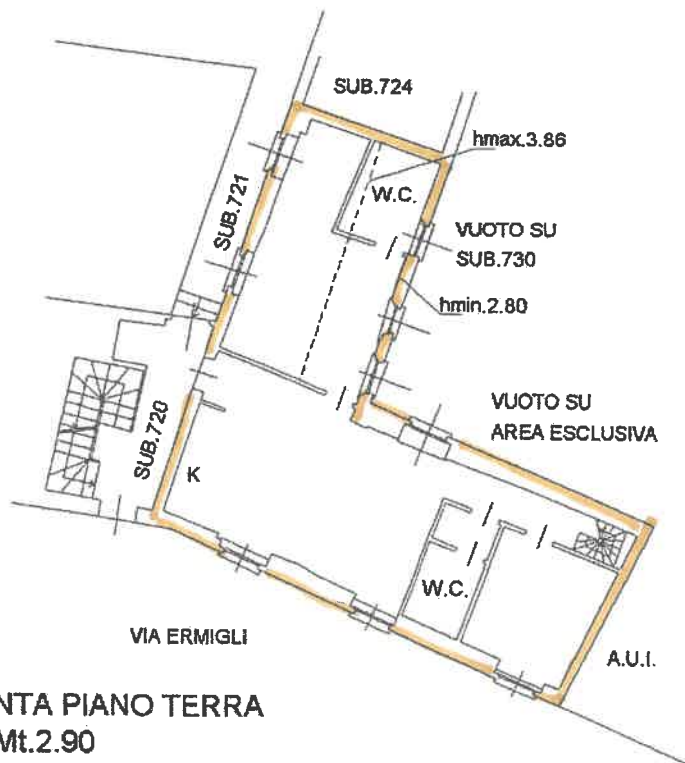 SUB.724
hmax.3.86
W.C.
SUB.721
VUOTO SU
SUB.730
hmin.2.80
VUOTO SU
AREA ESCLUSIVA
SUB.720
K
W.C.
VIA ERMIGLI
A.U.I.
NTA PIANO TERRA
Mt.2.90